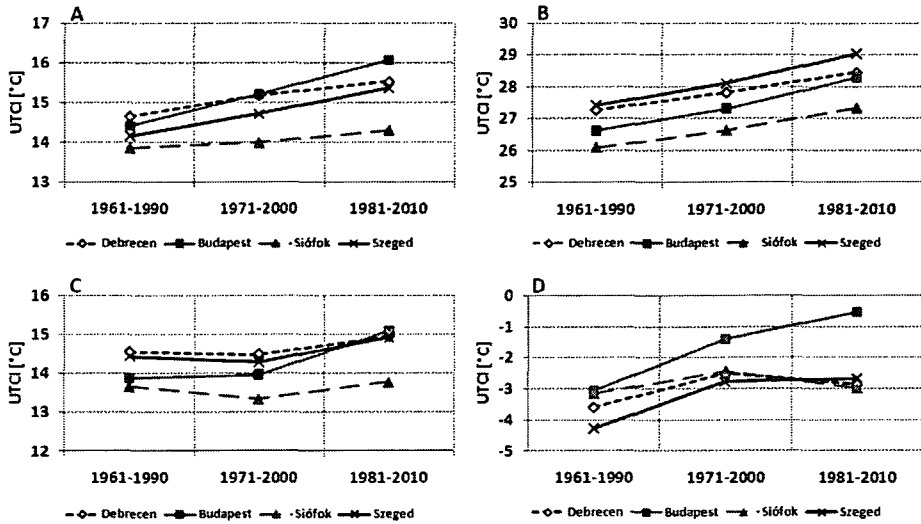 A
UTCI [°C]
17
16
15
14
13
1961-1990 1971-2000 1981-2010
Debrecen Budapest Siófok Szeged
B
UTCI [°C]
30
29
28
27
26
25
1961-1990 1971-2000 1981-2010
Debrecen Budapest Siófok Szeged
C
UTCI [°C]
16
15
14
13
12
1961-1990 1971-2000 1981-2010
Debrecen Budapest Siófok Szeged
D
UTCI [°C]
0
-1
-2
-3
-4
-5
1961-1990 1971-2000 1981-2010
Debrecen Budapest Siófok Szeged